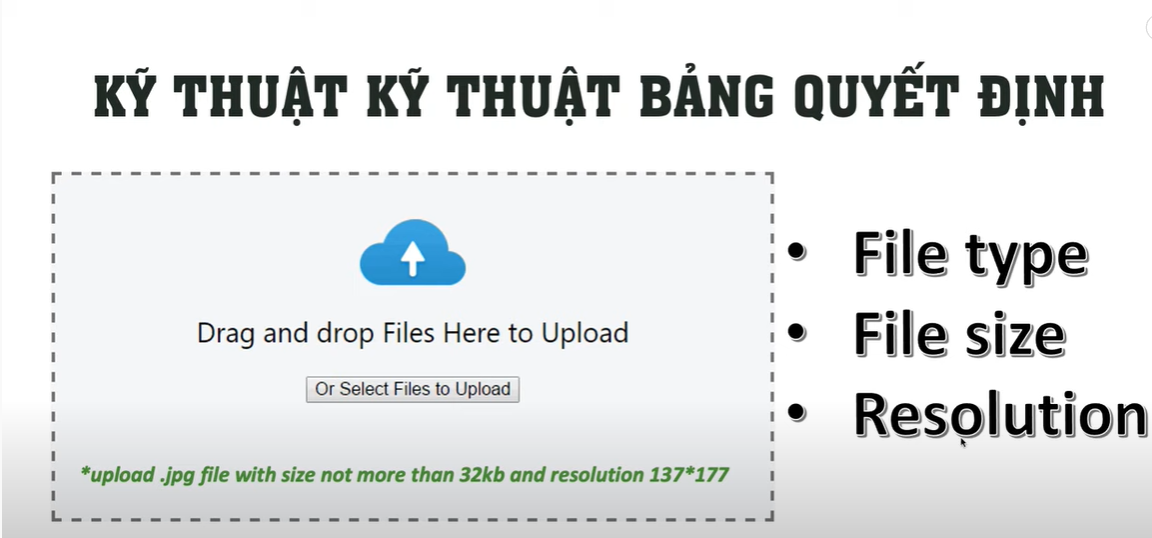 KỸ THUẬT KỸ THUẬT BẢNG QUYẾT ĐỊNH
Drag and drop Files Here to Upload
Or Select Files to Upload
*upload .jpg file with size not more than 32kb and resolution 137*177
• File type
• File size
• Resolution